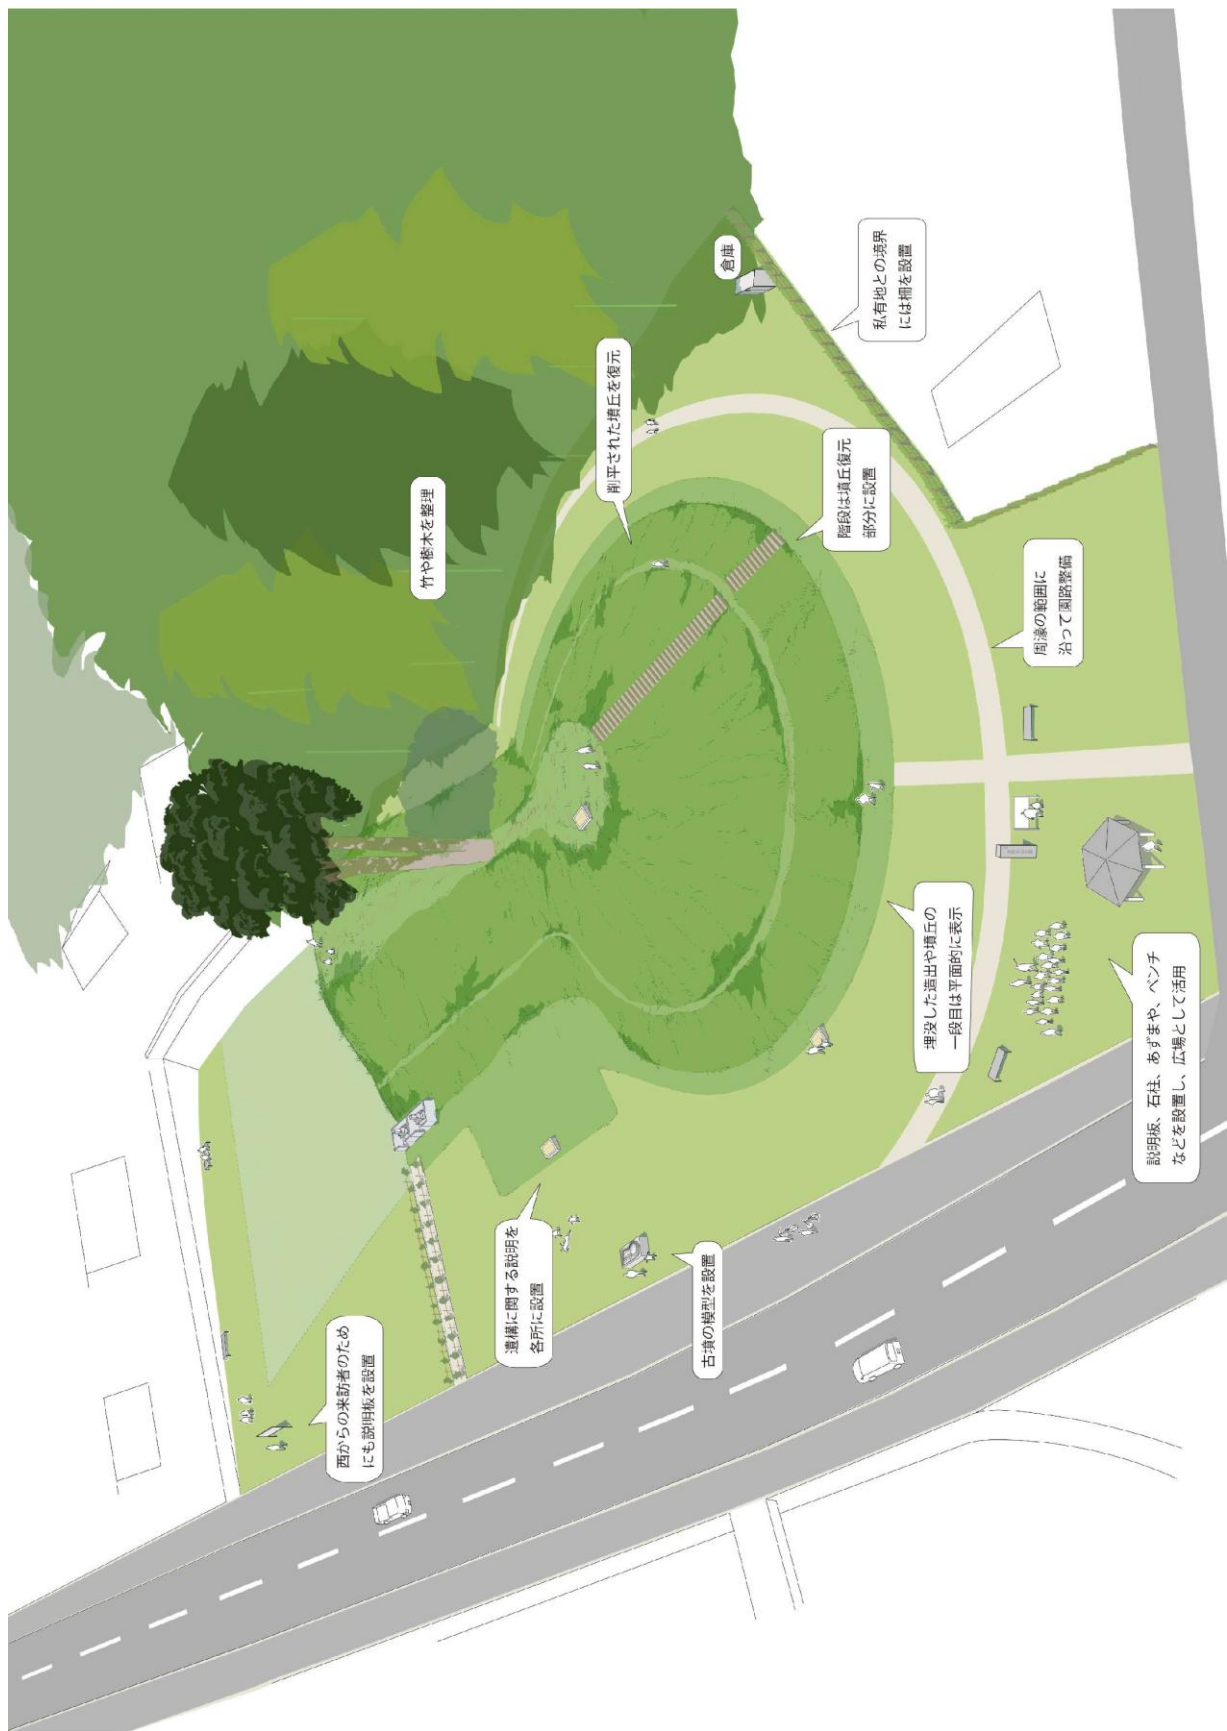 西からの来訪者のため
にも説明板を設置
竹や樹木を整理
遺構に関する説明を
各所に設置
削平された墳丘を復元
古墳の模型を設置
倉庫
階段は墳丘復元
部分に設置
私有地との境界
には柵を設置
埋没した造出や墳丘の
一段目は平面的に表示
周濠の範囲に
沿って園路整備
説明板、石柱、あずまや、ベンチ
などを設置し、広場として活用